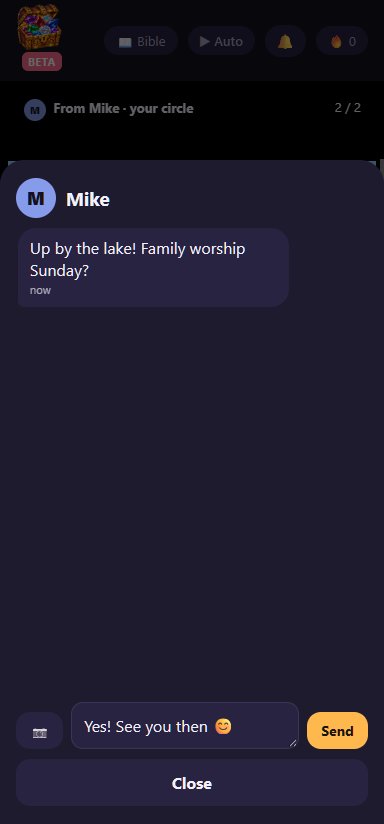 BETA
Bible
Auto
0
M From Mike · your circle
2 / 2
M Mike
Up by the lake! Family worship
Sunday?
now
Yes! See you then 😊
Send
Close